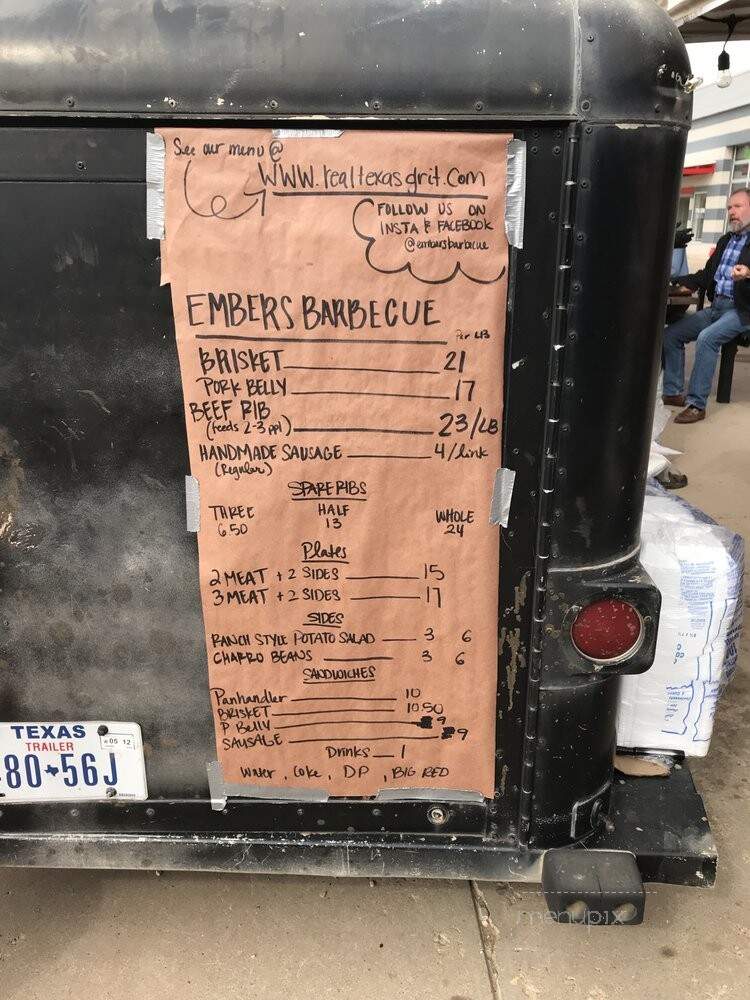 See our menu @
WWW.realtexasgrit.com
FOLLOW US ON
INSTA & FACEBOOK
@embersbarbecue
EMBERS BARBECUE
Per LB
BRISKET 21
PORK BELLY 17
BEEF RIB
(feeds 2-3 ppl) 23/LB
HANDMADE SAUSAGE 4/link
(Regular)
SPARE RIBS
THREE HALF WHOLE
6 50 13 24
Plates
2 MEAT + 2 SIDES 15
3 MEAT + 2 SIDES 17
SIDES
RANCH STYLE POTATO SALAD 3 6
CHARRO BEANS 3 6
SANDWICHES
Panhandler 10
BRISKET 10 50
P BELLY 9
SAUSAGE 9
Drinks 1
Water, Coke, DP, BIG RED
TEXAS
TRAILER
05 12
80 56J
menupix